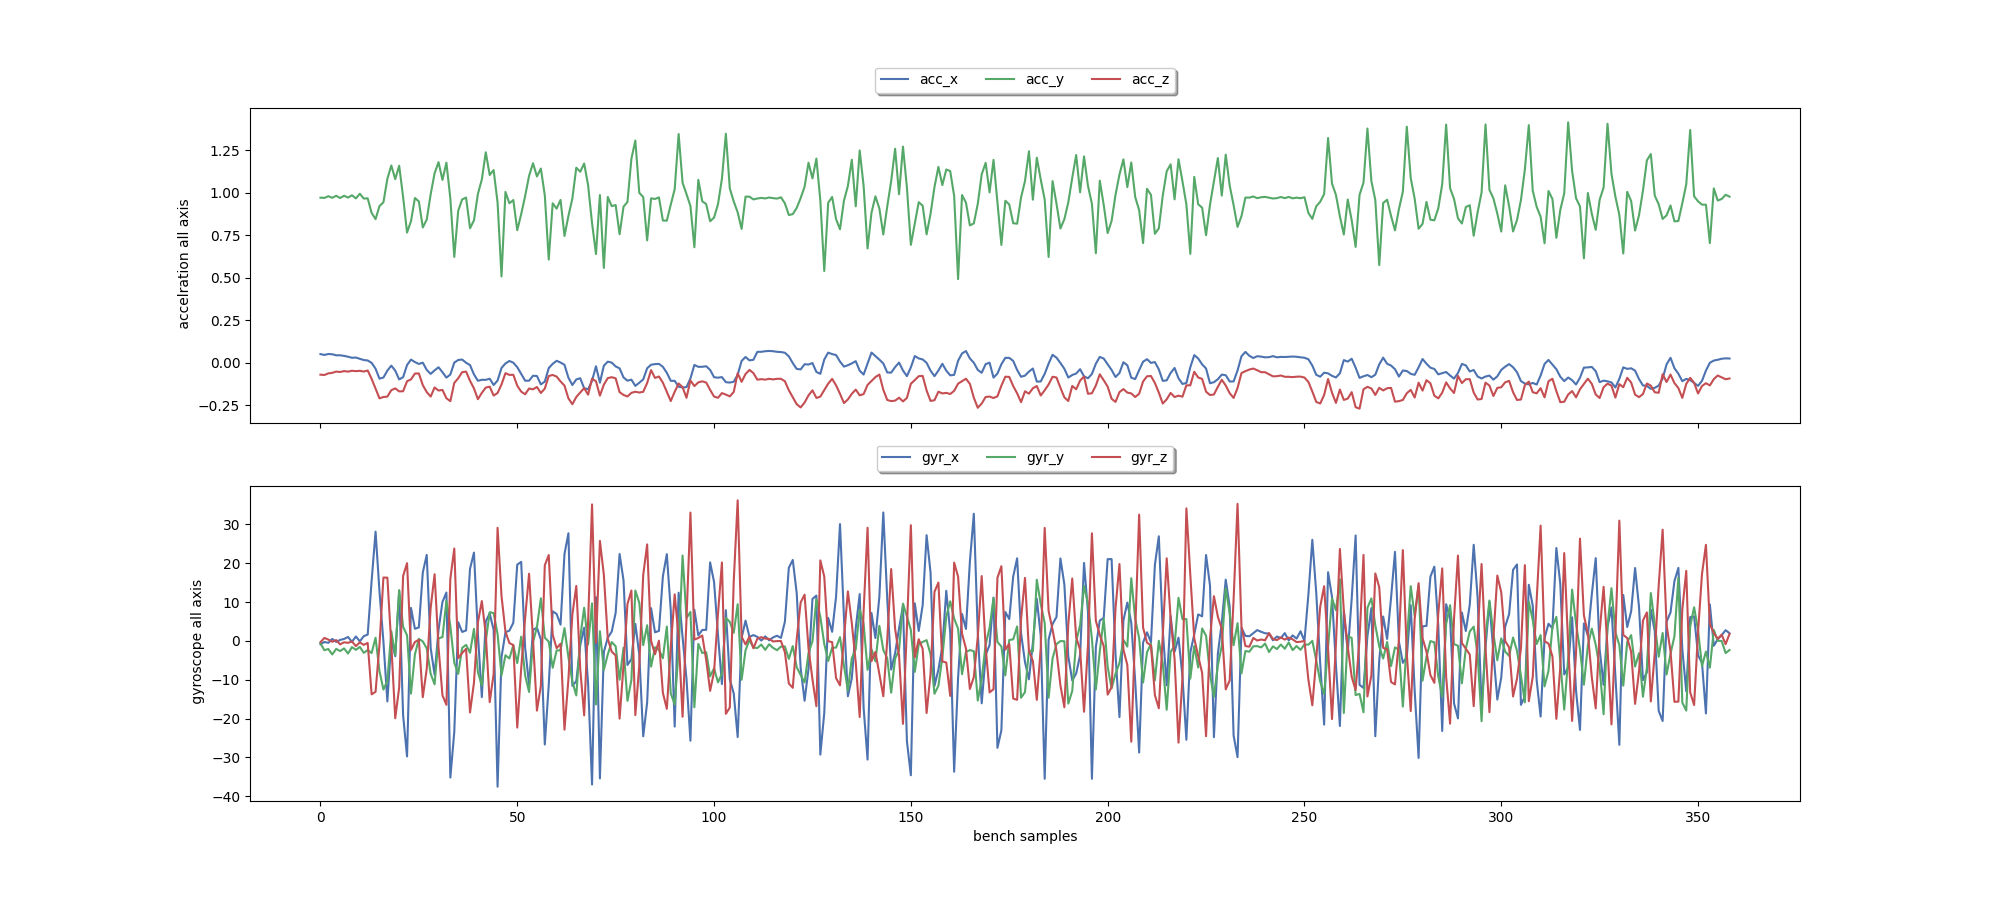 acc_x acc_y acc_z
1.25
1.00
0.75
0.50
0.25
0.00
−0.25
accelration all axis
gyr_x gyr_y gyr_z
30
20
10
0
−10
−20
−30
−40
gyroscope all axis
0 50 100 150 200 250 300 350
bench samples